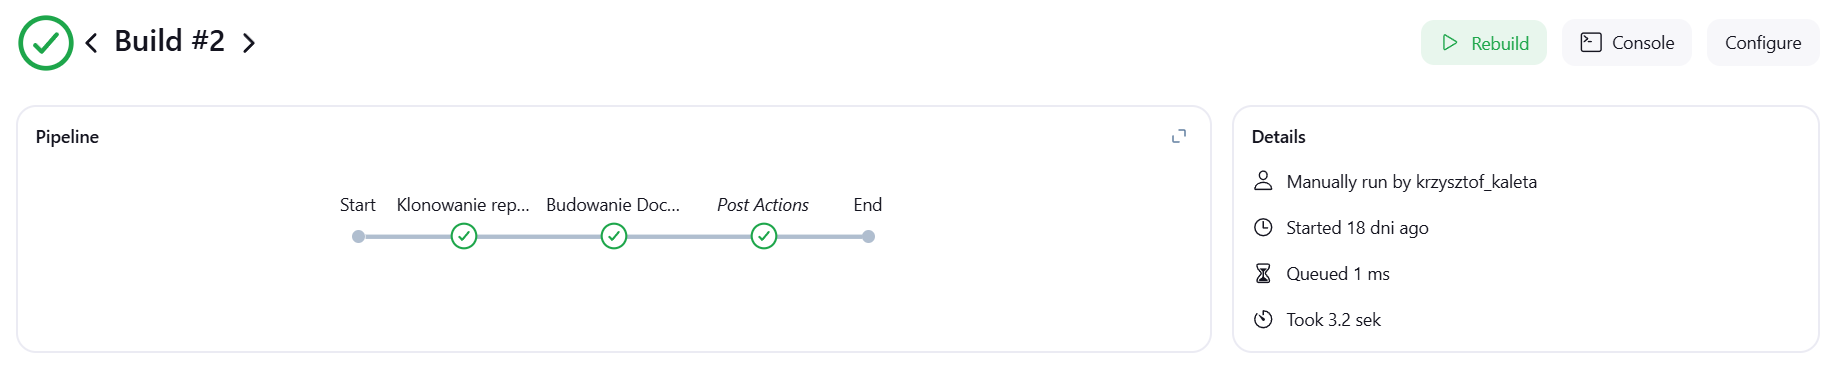 Build #2
Rebuild
Console
Configure
Pipeline
Start
Klonowanie rep...
Budowanie Doc...
Post Actions
End
Details
Manually run by krzysztof_kaleta
Started 18 dni ago
Queued 1 ms
Took 3.2 sek